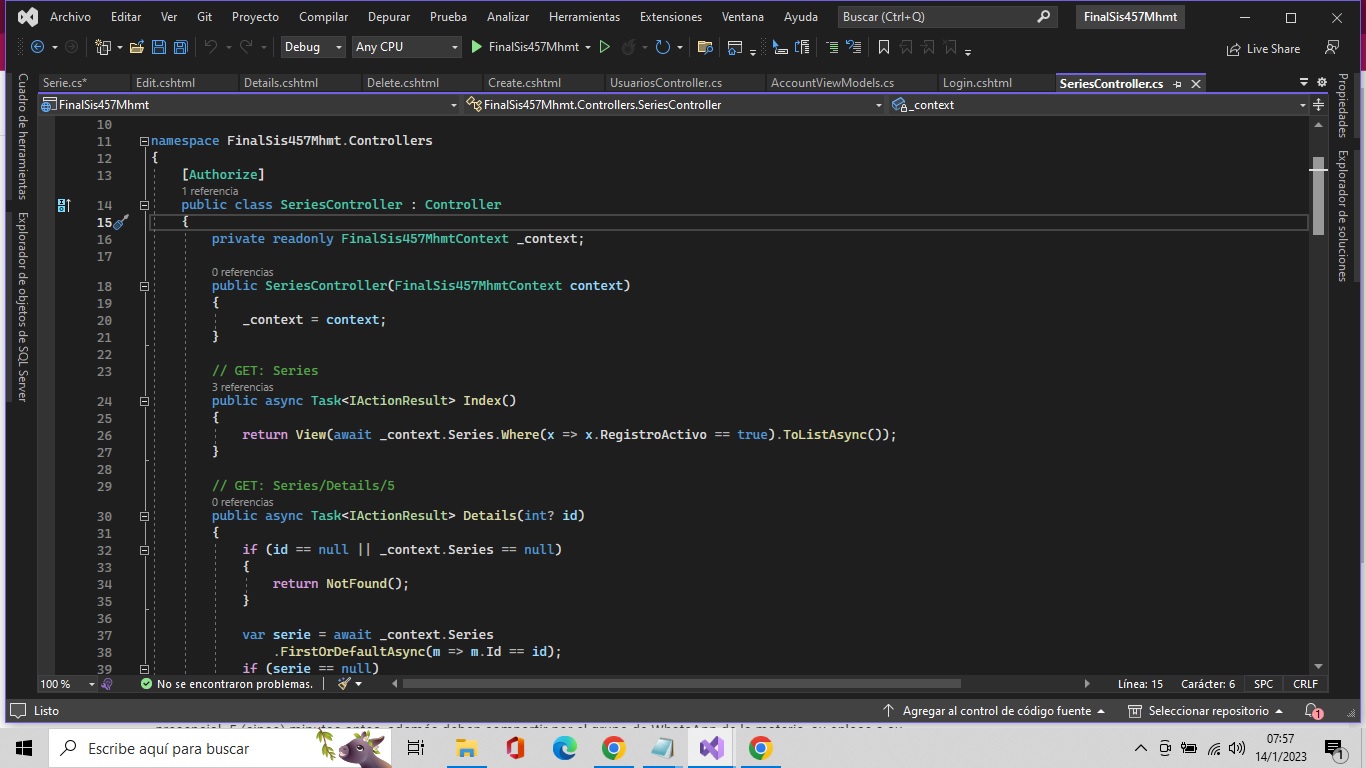 Archivo Editar Ver Git Proyecto Compilar Depurar Prueba Analizar Herramientas Extensiones Ventana Ayuda Buscar (Ctrl+Q) FinalSis457Mhmt
Debug Any CPU FinalSis457Mhmt Live Share
Serie.cs* Edit.cshtml Details.cshtml Delete.cshtml Create.cshtml UsuariosController.cs AccountViewModels.cs Login.cshtml SeriesController.cs
FinalSis457Mhmt FinalSis457Mhmt.Controllers.SeriesController _context
Cuadro de herramientas
Explorador de objetos de SQL Server
Propiedades
Explorador de soluciones
10
11 namespace FinalSis457Mhmt.Controllers
12 {
13 [Authorize]
1 referencia
14 public class SeriesController : Controller
15 {
16 private readonly FinalSis457MhmtContext _context;
17
0 referencias
18 public SeriesController(FinalSis457MhmtContext context)
19 {
20 _context = context;
21 }
22
23 // GET: Series
3 referencias
24 public async Task<IActionResult> Index()
25 {
26 return View(await _context.Series.Where(x => x.RegistroActivo == true).ToListAsync());
27 }
28
29 // GET: Series/Details/5
0 referencias
30 public async Task<IActionResult> Details(int? id)
31 {
32 if (id == null || _context.Series == null)
33 {
34 return NotFound();
35 }
36
37 var serie = await _context.Series
38 .FirstOrDefaultAsync(m => m.Id == id);
39 if (serie == null)
100 % No se encontraron problemas. Línea: 15 Carácter: 6 SPC CRLF
Listo Agregar al control de código fuente Seleccionar repositorio 1
Escribe aquí para buscar 07:57
14/1/2023 1